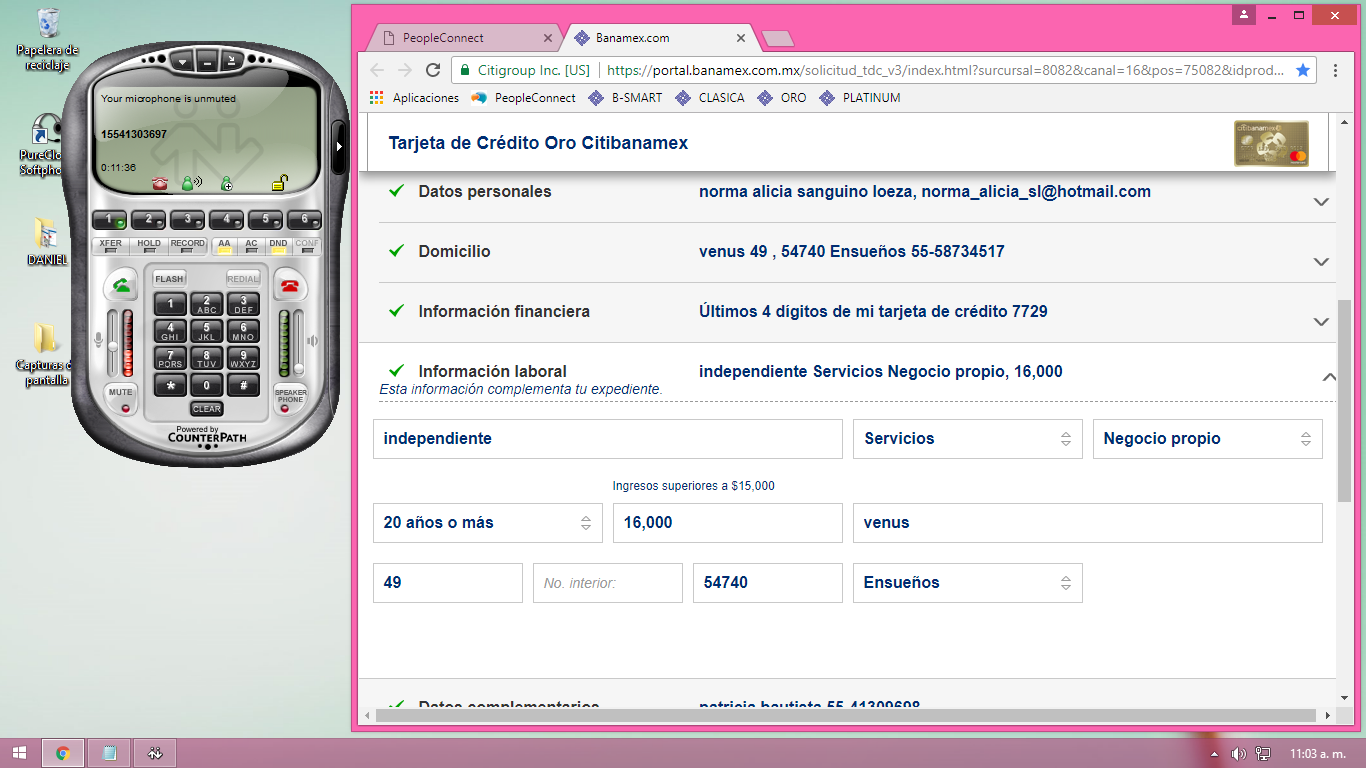 Papelera de
reciclaje
PureClo
Softpho
DANIEL
Capturas d
pantalla
Your microphone is unmuted
15541303697
0:11:36
1 2 3 4 5 6
XFER HOLD RECORD AA AC DND CONF
FLASH REDIAL
1 2 ABC 3 DEF
4 GHI 5 JKL 6 MNO
7 PQRS 8 TUV 9 WXYZ
* 0 #
MUTE CLEAR SPEAKER PHONE
Powered by
COUNTERPATH
PeopleConnect
Banamex.com
Citigroup Inc. [US] https://portal.banamex.com.mx/solicitud_tdc_v3/index.html?surcursal=8082&canal=16&pos=75082&idprod...
Aplicaciones PeopleConnect B-SMART CLASICA ORO PLATINUM
Tarjeta de Crédito Oro Citibanamex
Datos personales norma alicia sanguino loeza, norma_alicia_sl@hotmail.com
Domicilio venus 49 , 54740 Ensueños 55-58734517
Información financiera Últimos 4 dígitos de mi tarjeta de crédito 7729
Información laboral independiente Servicios Negocio propio, 16,000
Esta información complementa tu expediente.
independiente Servicios Negocio propio
Ingresos superiores a $15,000
20 años o más 16,000 venus
49 No. interior: 54740 Ensueños
Datos complementarios patricia bautista 55-41309698
11:03 a. m.